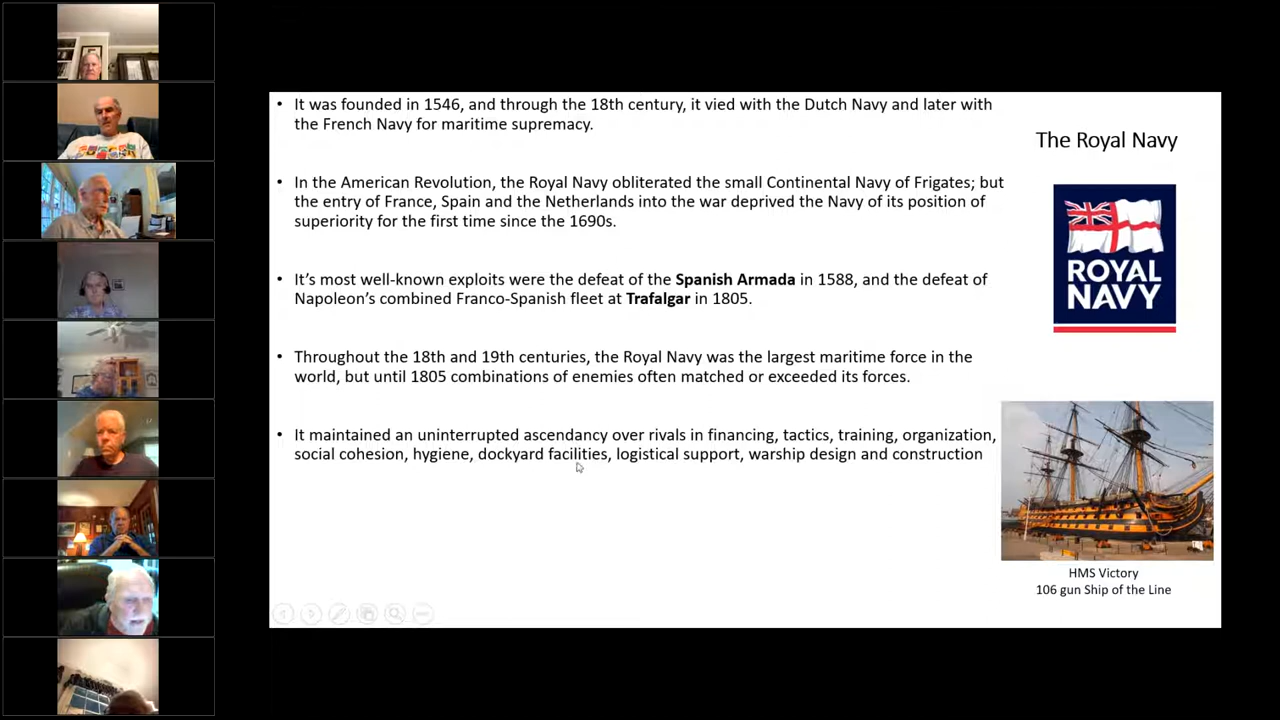 • It was founded in 1546, and through the 18th century, it vied with the Dutch Navy and later with
the French Navy for maritime supremacy.
The Royal Navy
• In the American Revolution, the Royal Navy obliterated the small Continental Navy of Frigates; but
the entry of France, Spain and the Netherlands into the war deprived the Navy of its position of
superiority for the first time since the 1690s.
ROYAL
NAVY
• It's most well-known exploits were the defeat of the Spanish Armada in 1588, and the defeat of
Napoleon's combined Franco-Spanish fleet at Trafalgar in 1805.
• Throughout the 18th and 19th centuries, the Royal Navy was the largest maritime force in the
world, but until 1805 combinations of enemies often matched or exceeded its forces.
• It maintained an uninterrupted ascendancy over rivals in financing, tactics, training, organization,
social cohesion, hygiene, dockyard facilities, logistical support, warship design and construction
HMS Victory
106 gun Ship of the Line